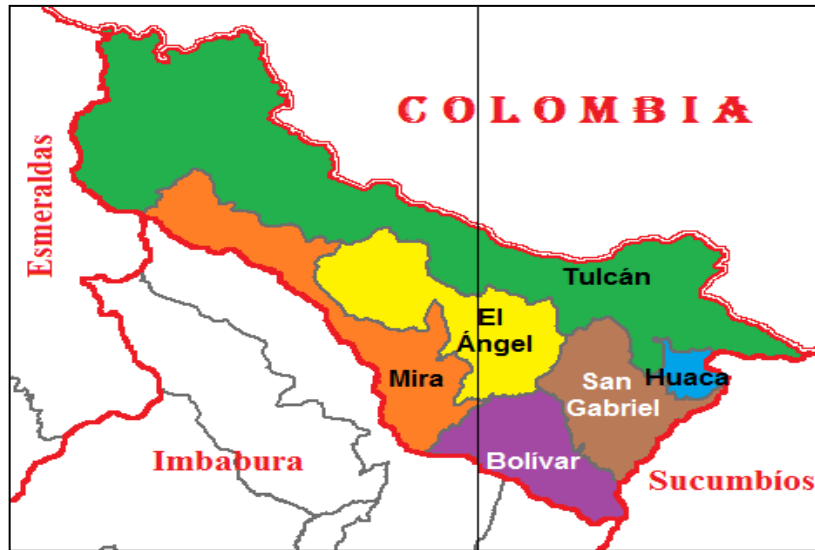 COLOMBIA
Esmeraldas
Tulcán
El
Ángel
Mira
San
Gabriel
Huaca
Bolívar
Imbabura
Sucumbíos